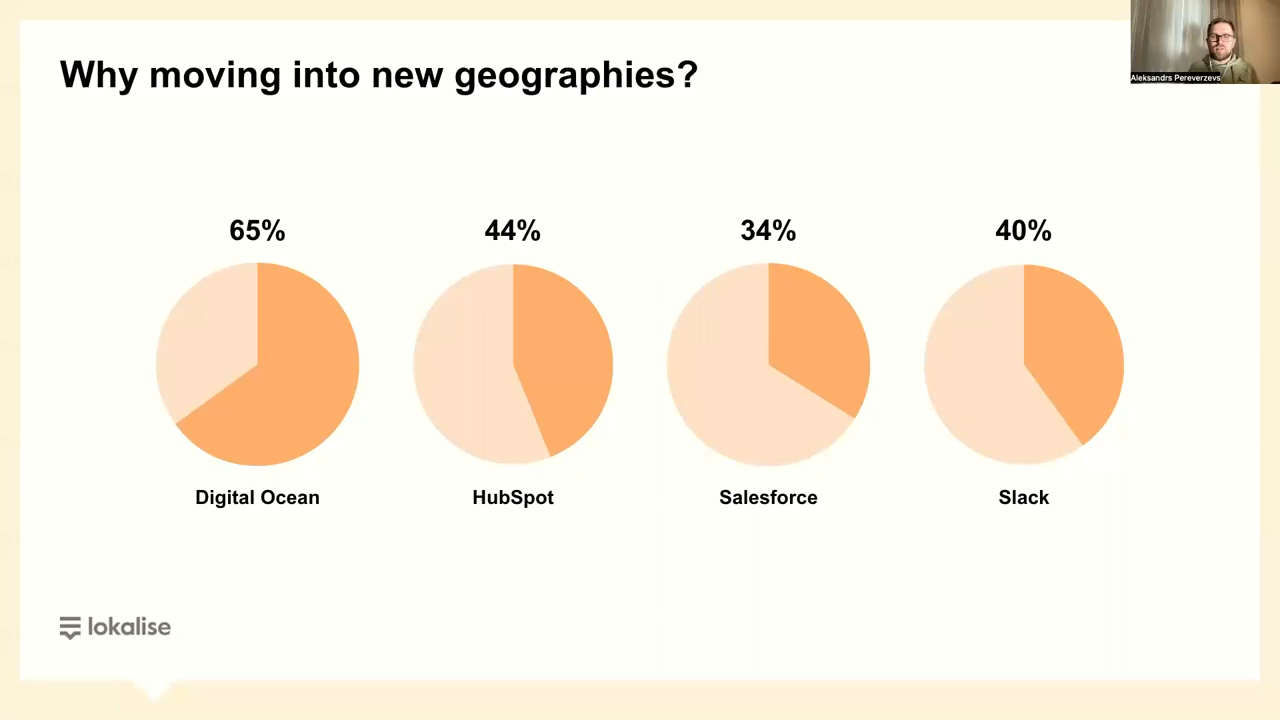 Why moving into new geographies?
Aleksandrs Pereverzevs
65% 44% 34% 40%
Digital Ocean HubSpot Salesforce Slack
lokalise